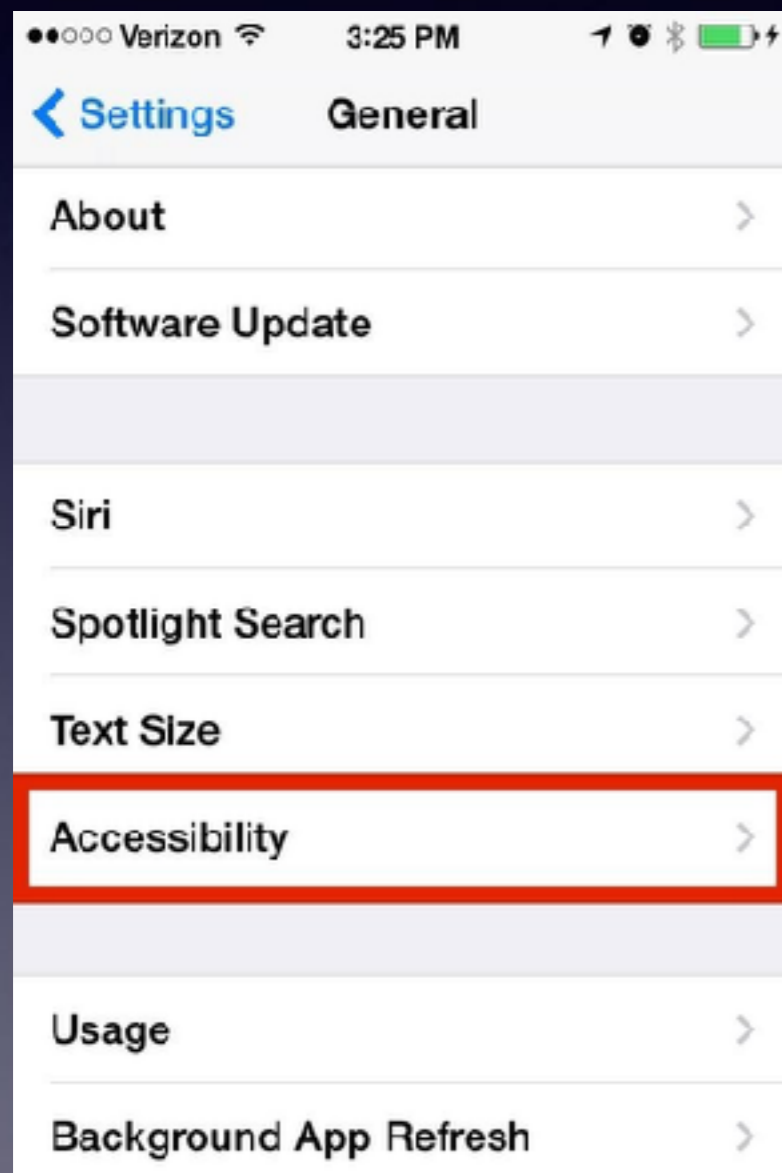 Verizon 3:25 PM
Settings General
About
Software Update
Siri
Spotlight Search
Text Size
Accessibility
Usage
Background App Refresh